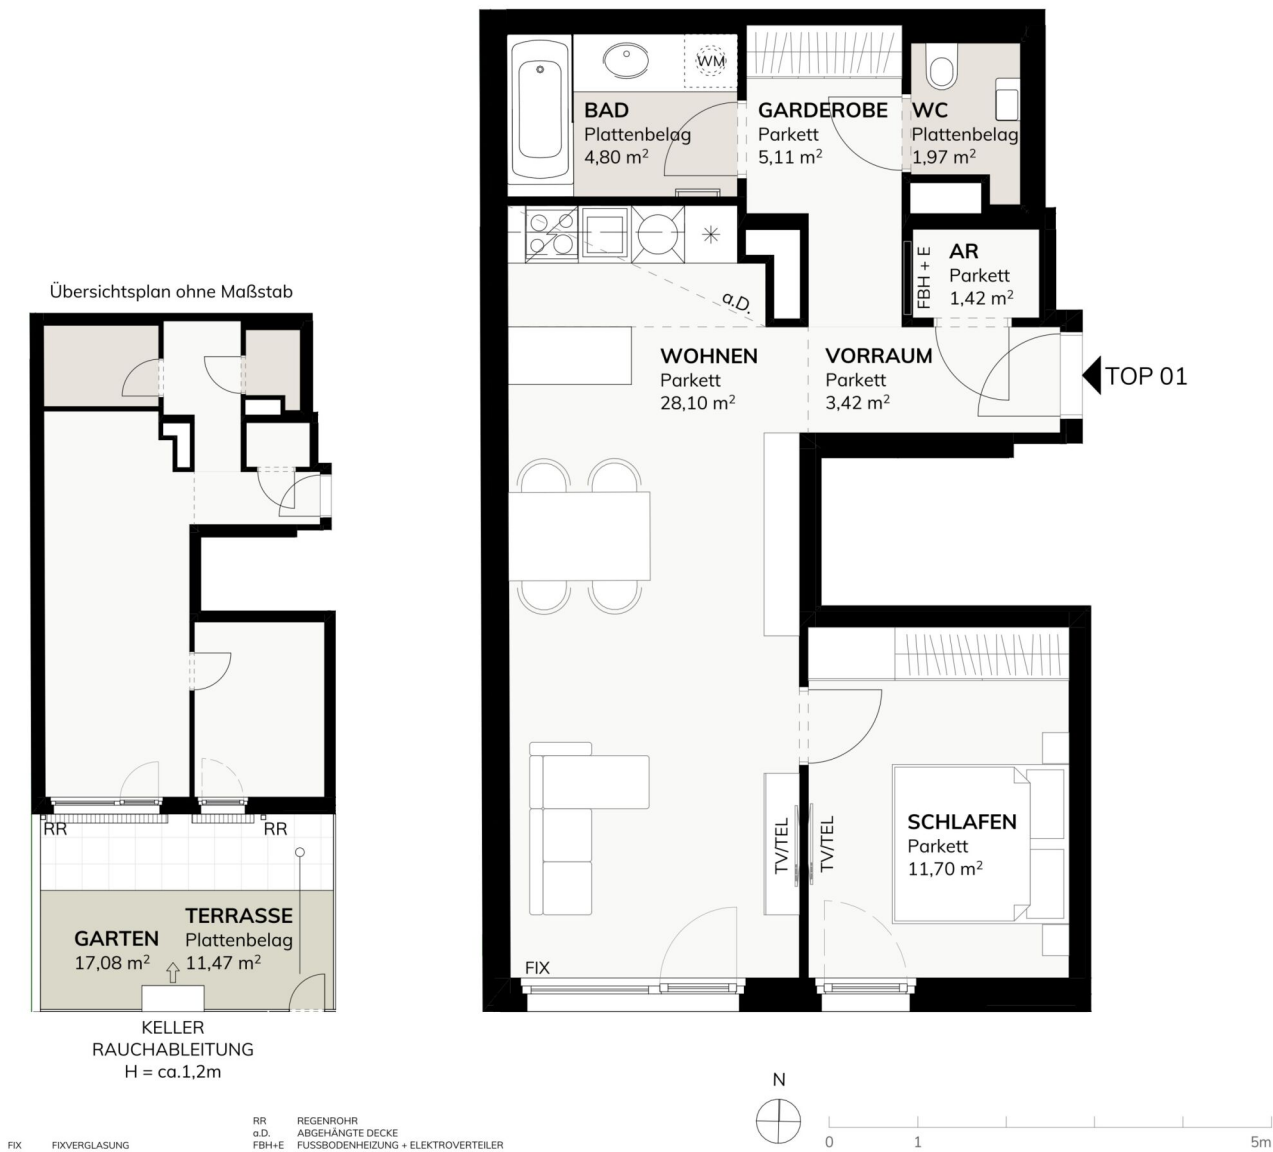 BAD
Plattenbelag
4,80 m²
WM
GARDEROBE
Parkett
5,11 m²
WC
Plattenbelag
1,97 m²
FBH + E
AR
Parkett
1,42 m²
a.D.
WOHNEN
Parkett
28,10 m²
VORRAUM
Parkett
3,42 m²
TOP 01
TV/TEL
TV/TEL
SCHLAFEN
Parkett
11,70 m²
FIX
Übersichtsplan ohne Maßstab
RR
RR
GARTEN
17,08 m²
TERRASSE
Plattenbelag
11,47 m²
KELLER
RAUCHABLEITUNG
H = ca.1,2m
N
0 1 5m
FIX FIXVERGLASUNG
RR REGENROHR
a.D. ABGEHÄNGTE DECKE
FBH+E FUSSBODENHEIZUNG + ELEKTROVERTEILER